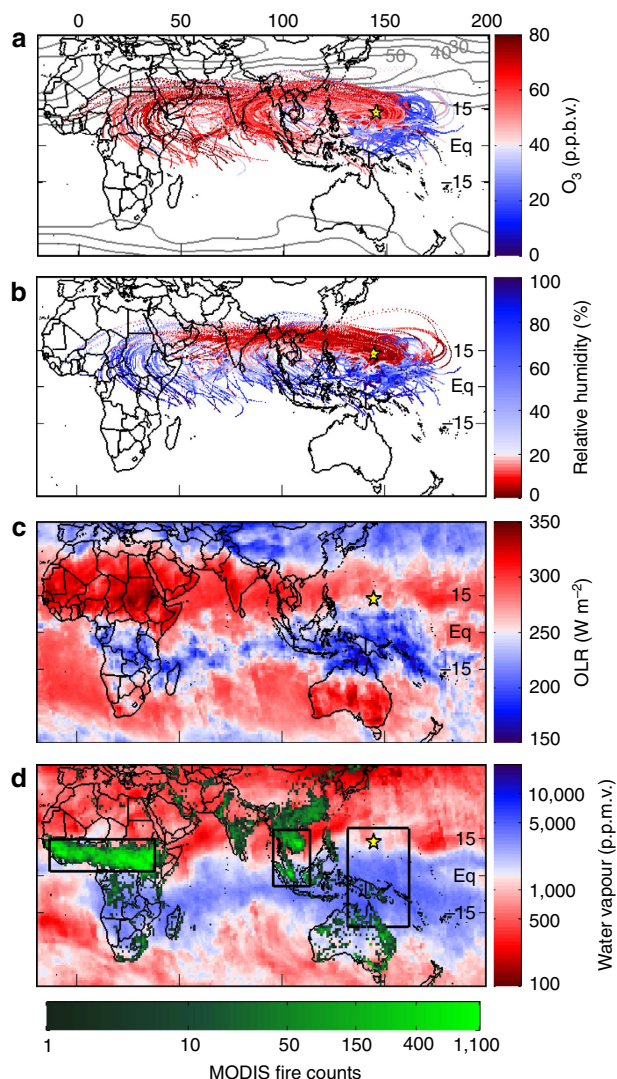 0 50 100 150 200
a
50 40 30
15
Eq
−15
80
60
40
20
0
O3 (p.p.b.v.)
b
15
Eq
−15
100
80
60
40
20
0
Relative humidity (%)
c
15
Eq
−15
350
300
250
200
150
OLR (W m−2)
d
15
Eq
−15
10,000
5,000
1,000
500
100
Water vapour (p.p.m.v.)
1 10 50 150 400 1,100
MODIS fire counts